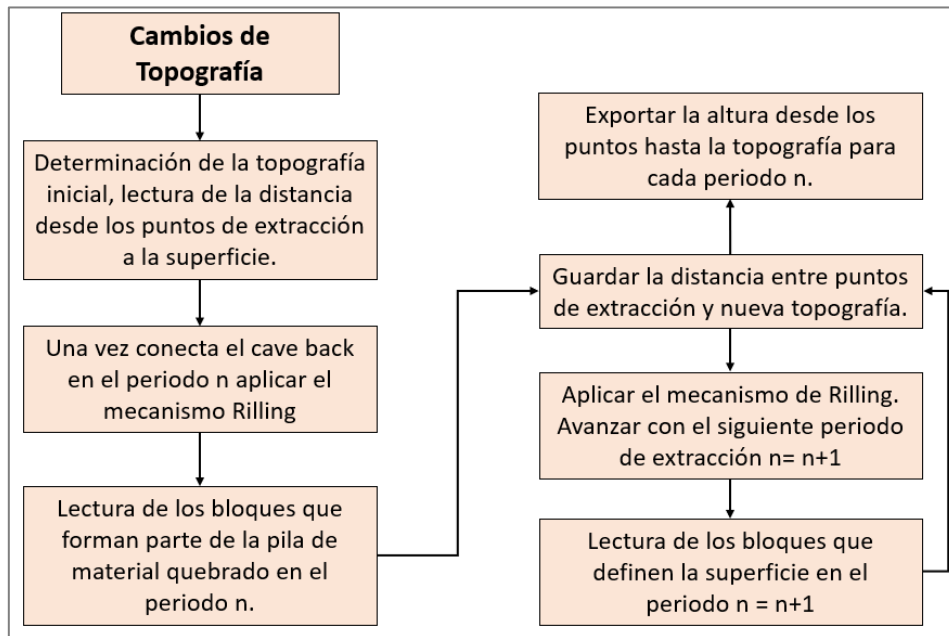 Cambios de
Topografía
Determinación de la topografía
inicial, lectura de la distancia
desde los puntos de extracción
a la superficie.
Una vez conecta el cave back
en el periodo n aplicar el
mecanismo Rilling
Lectura de los bloques que
forman parte de la pila de
material quebrado en el
periodo n.
Exportar la altura desde los
puntos hasta la topografía para
cada periodo n.
Guardar la distancia entre puntos
de extracción y nueva topografía.
Aplicar el mecanismo de Rilling.
Avanzar con el siguiente periodo
de extracción n= n+1
Lectura de los bloques que
definen la superficie en el
periodo n = n+1